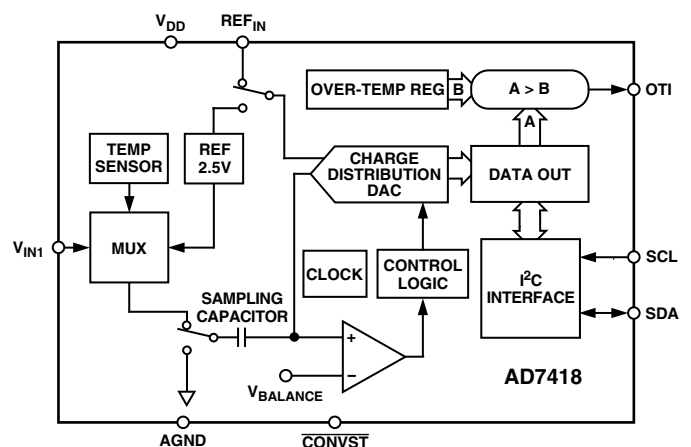 VDD
REFIN
OVER-TEMP REG
B
A > B
OTI
A
TEMP
SENSOR
REF
2.5V
CHARGE
DISTRIBUTION
DAC
DATA OUT
VIN1
MUX
CLOCK
CONTROL
LOGIC
I2C
INTERFACE
SCL
SDA
SAMPLING
CAPACITOR
+
−
VBALANCE
AD7418
AGND
CONVST